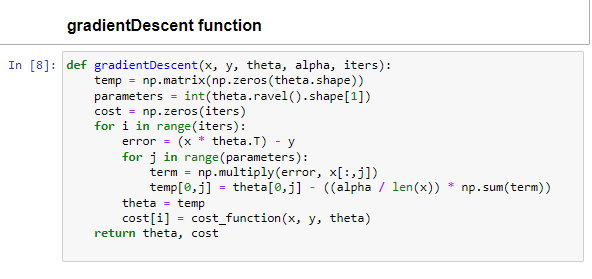 gradientDescent function
In [8]: def gradientDescent(x, y, theta, alpha, iters):
    temp = np.matrix(np.zeros(theta.shape))
    parameters = int(theta.ravel().shape[1])
    cost = np.zeros(iters)
    for i in range(iters):
        error = (x * theta.T) - y
        for j in range(parameters):
            term = np.multiply(error, x[:,j])
            temp[0,j] = theta[0,j] - ((alpha / len(x)) * np.sum(term))
        theta = temp
        cost[i] = cost_function(x, y, theta)
    return theta, cost